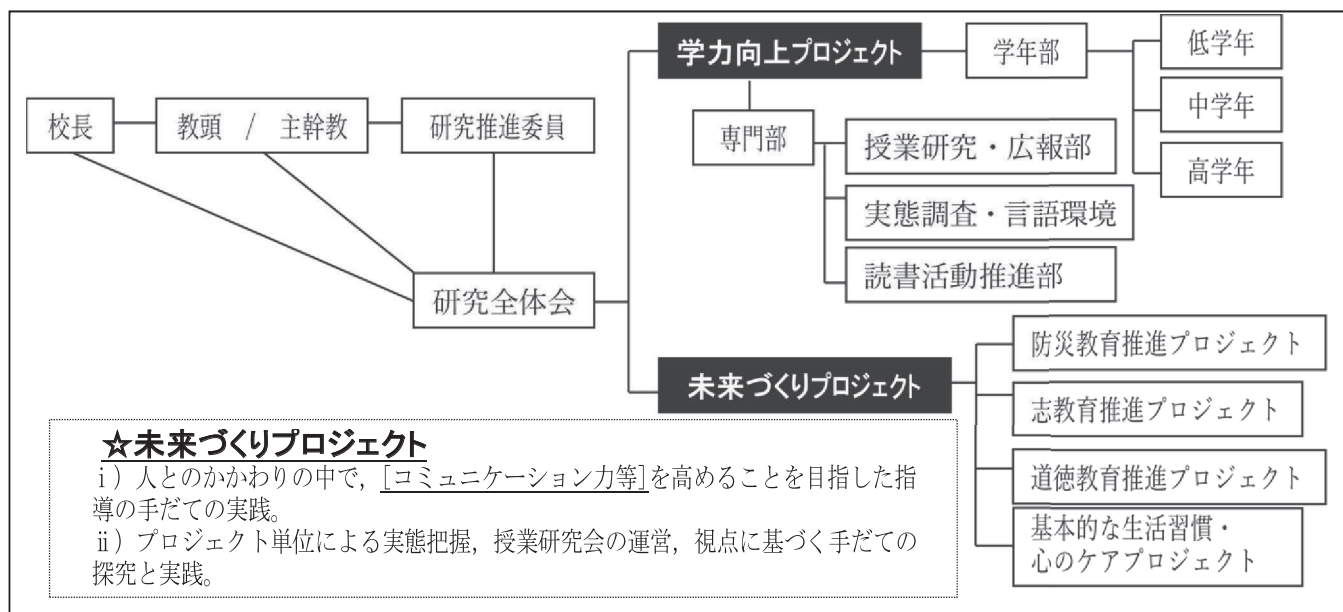 学力向上プロジェクト
学年部
低学年
中学年
高学年
校長
教頭 / 主幹教
研究推進委員
専門部
授業研究・広報部
実態調査・言語環境
読書活動推進部
研究全体会
未来づくりプロジェクト
防災教育推進プロジェクト
志教育推進プロジェクト
道徳教育推進プロジェクト
基本的な生活習慣・
心のケアプロジェクト
☆未来づくりプロジェクト
ⅰ)人とのかかわりの中で,[コミュニケーション力等]を高めることを目指した指
導の手だての実践。
ⅱ)プロジェクト単位による実態把握,授業研究会の運営,視点に基づく手だての
探究と実践。